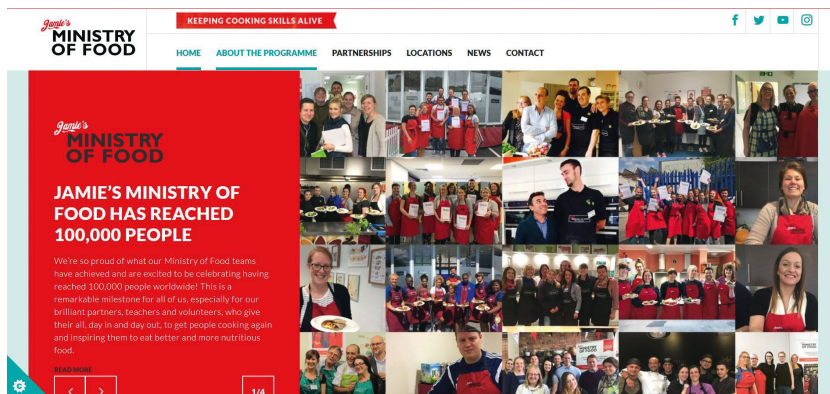 Jamie's
MINISTRY
OF FOOD
KEEPING COOKING SKILLS ALIVE
HOME ABOUT THE PROGRAMME PARTNERSHIPS LOCATIONS NEWS CONTACT
Jamie's
MINISTRY
OF FOOD
JAMIE'S MINISTRY OF
FOOD HAS REACHED
100,000 PEOPLE
We're so proud of what our Ministry of Food teams
have achieved and are excited to be celebrating having
reached 100,000 people worldwide! This is a
remarkable milestone for all of us, especially for our
brilliant partners, teachers and volunteers, who give
their all, day in and day out, to get people cooking again
and inspiring them to eat better and more nutritious
food.
READ MORE
1/4